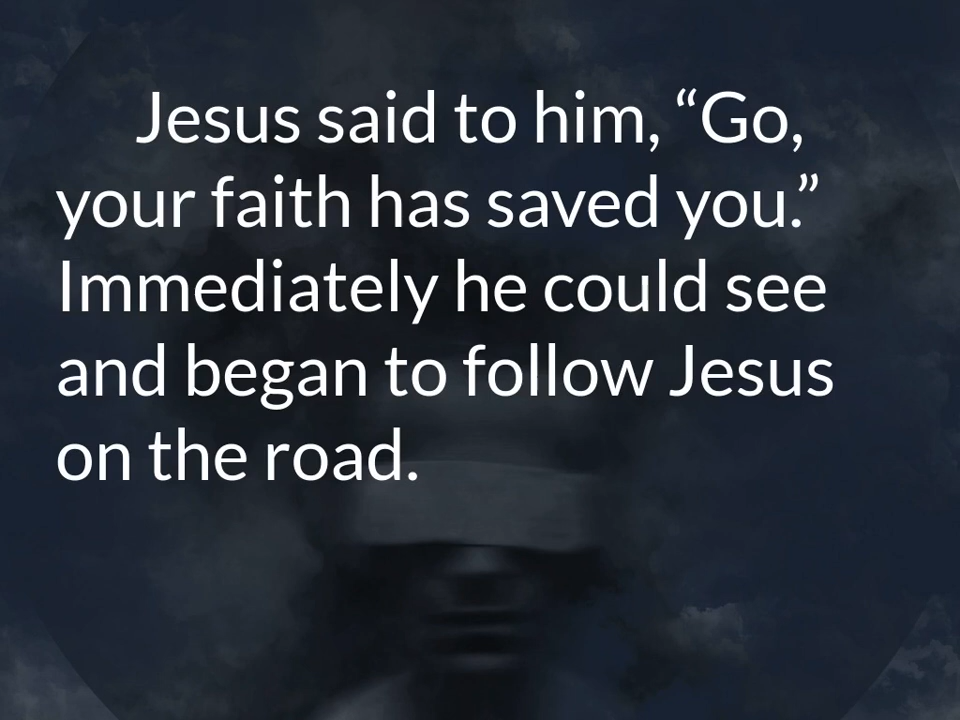 Jesus said to him, “Go,
your faith has saved you.”
Immediately he could see
and began to follow Jesus
on the road.